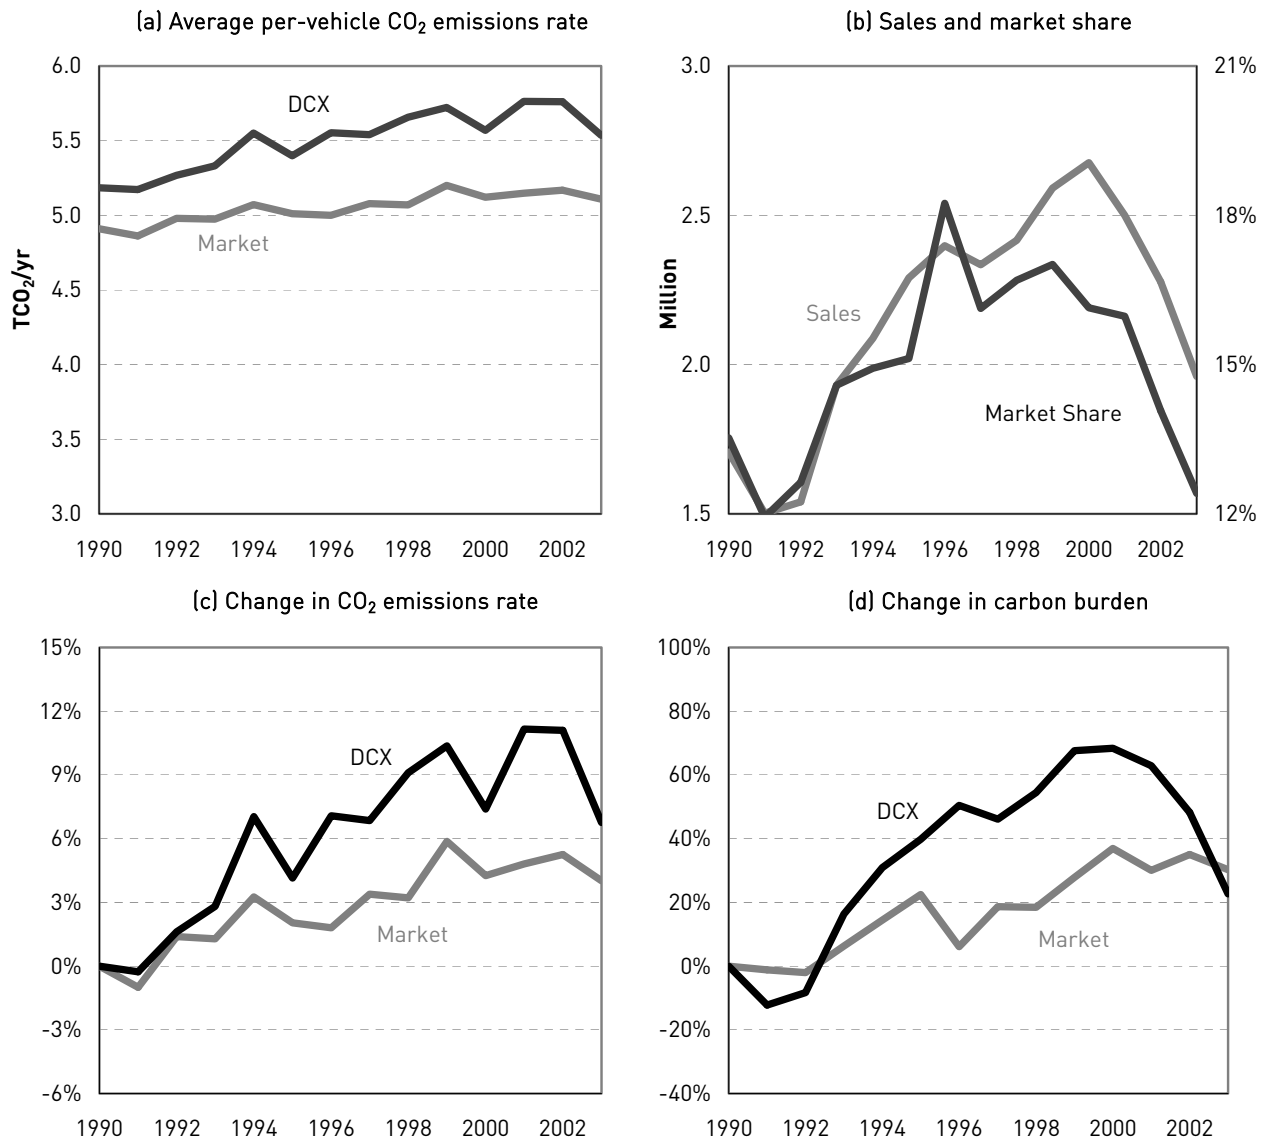 (a) Average per-vehicle CO₂ emissions rate
6.0
5.5
5.0
4.5
4.0
3.5
3.0
TCO₂/yr
DCX
Market
1990 1992 1994 1996 1998 2000 2002
(b) Sales and market share
3.0
2.5
2.0
1.5
Million
21%
18%
15%
12%
Sales
Market Share
1990 1992 1994 1996 1998 2000 2002
(c) Change in CO₂ emissions rate
15%
12%
9%
6%
3%
0%
-3%
-6%
DCX
Market
1990 1992 1994 1996 1998 2000 2002
(d) Change in carbon burden
100%
80%
60%
40%
20%
0%
-20%
-40%
DCX
Market
1990 1992 1994 1996 1998 2000 2002